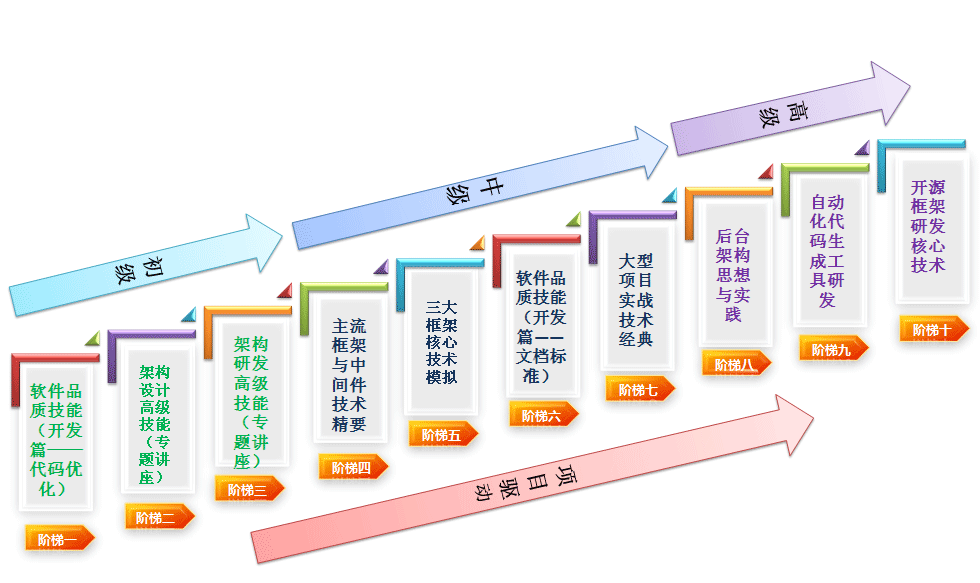 初
级
中
级
高
级
软件品
质技能
（开发
篇——
代码优
化）
阶梯一
架构
设计
高级
技能
（专
题讲
座）
阶梯二
架构
研发
高级
技能
（专
题讲
座）
阶梯三
主流
框架
与中
间件
技术
精要
阶梯四
三大
框架
核心
技术
模拟
阶梯五
软件品
质技能
（开发
篇——
文档标
准）
阶梯六
大型
项目
实战
技术
经典
阶梯七
后台
架构
思想
与实
践
阶梯八
自动
化代
码生
成工
具研
发
阶梯九
开源
框架
研发
核心
技术
阶梯十
项目驱
动